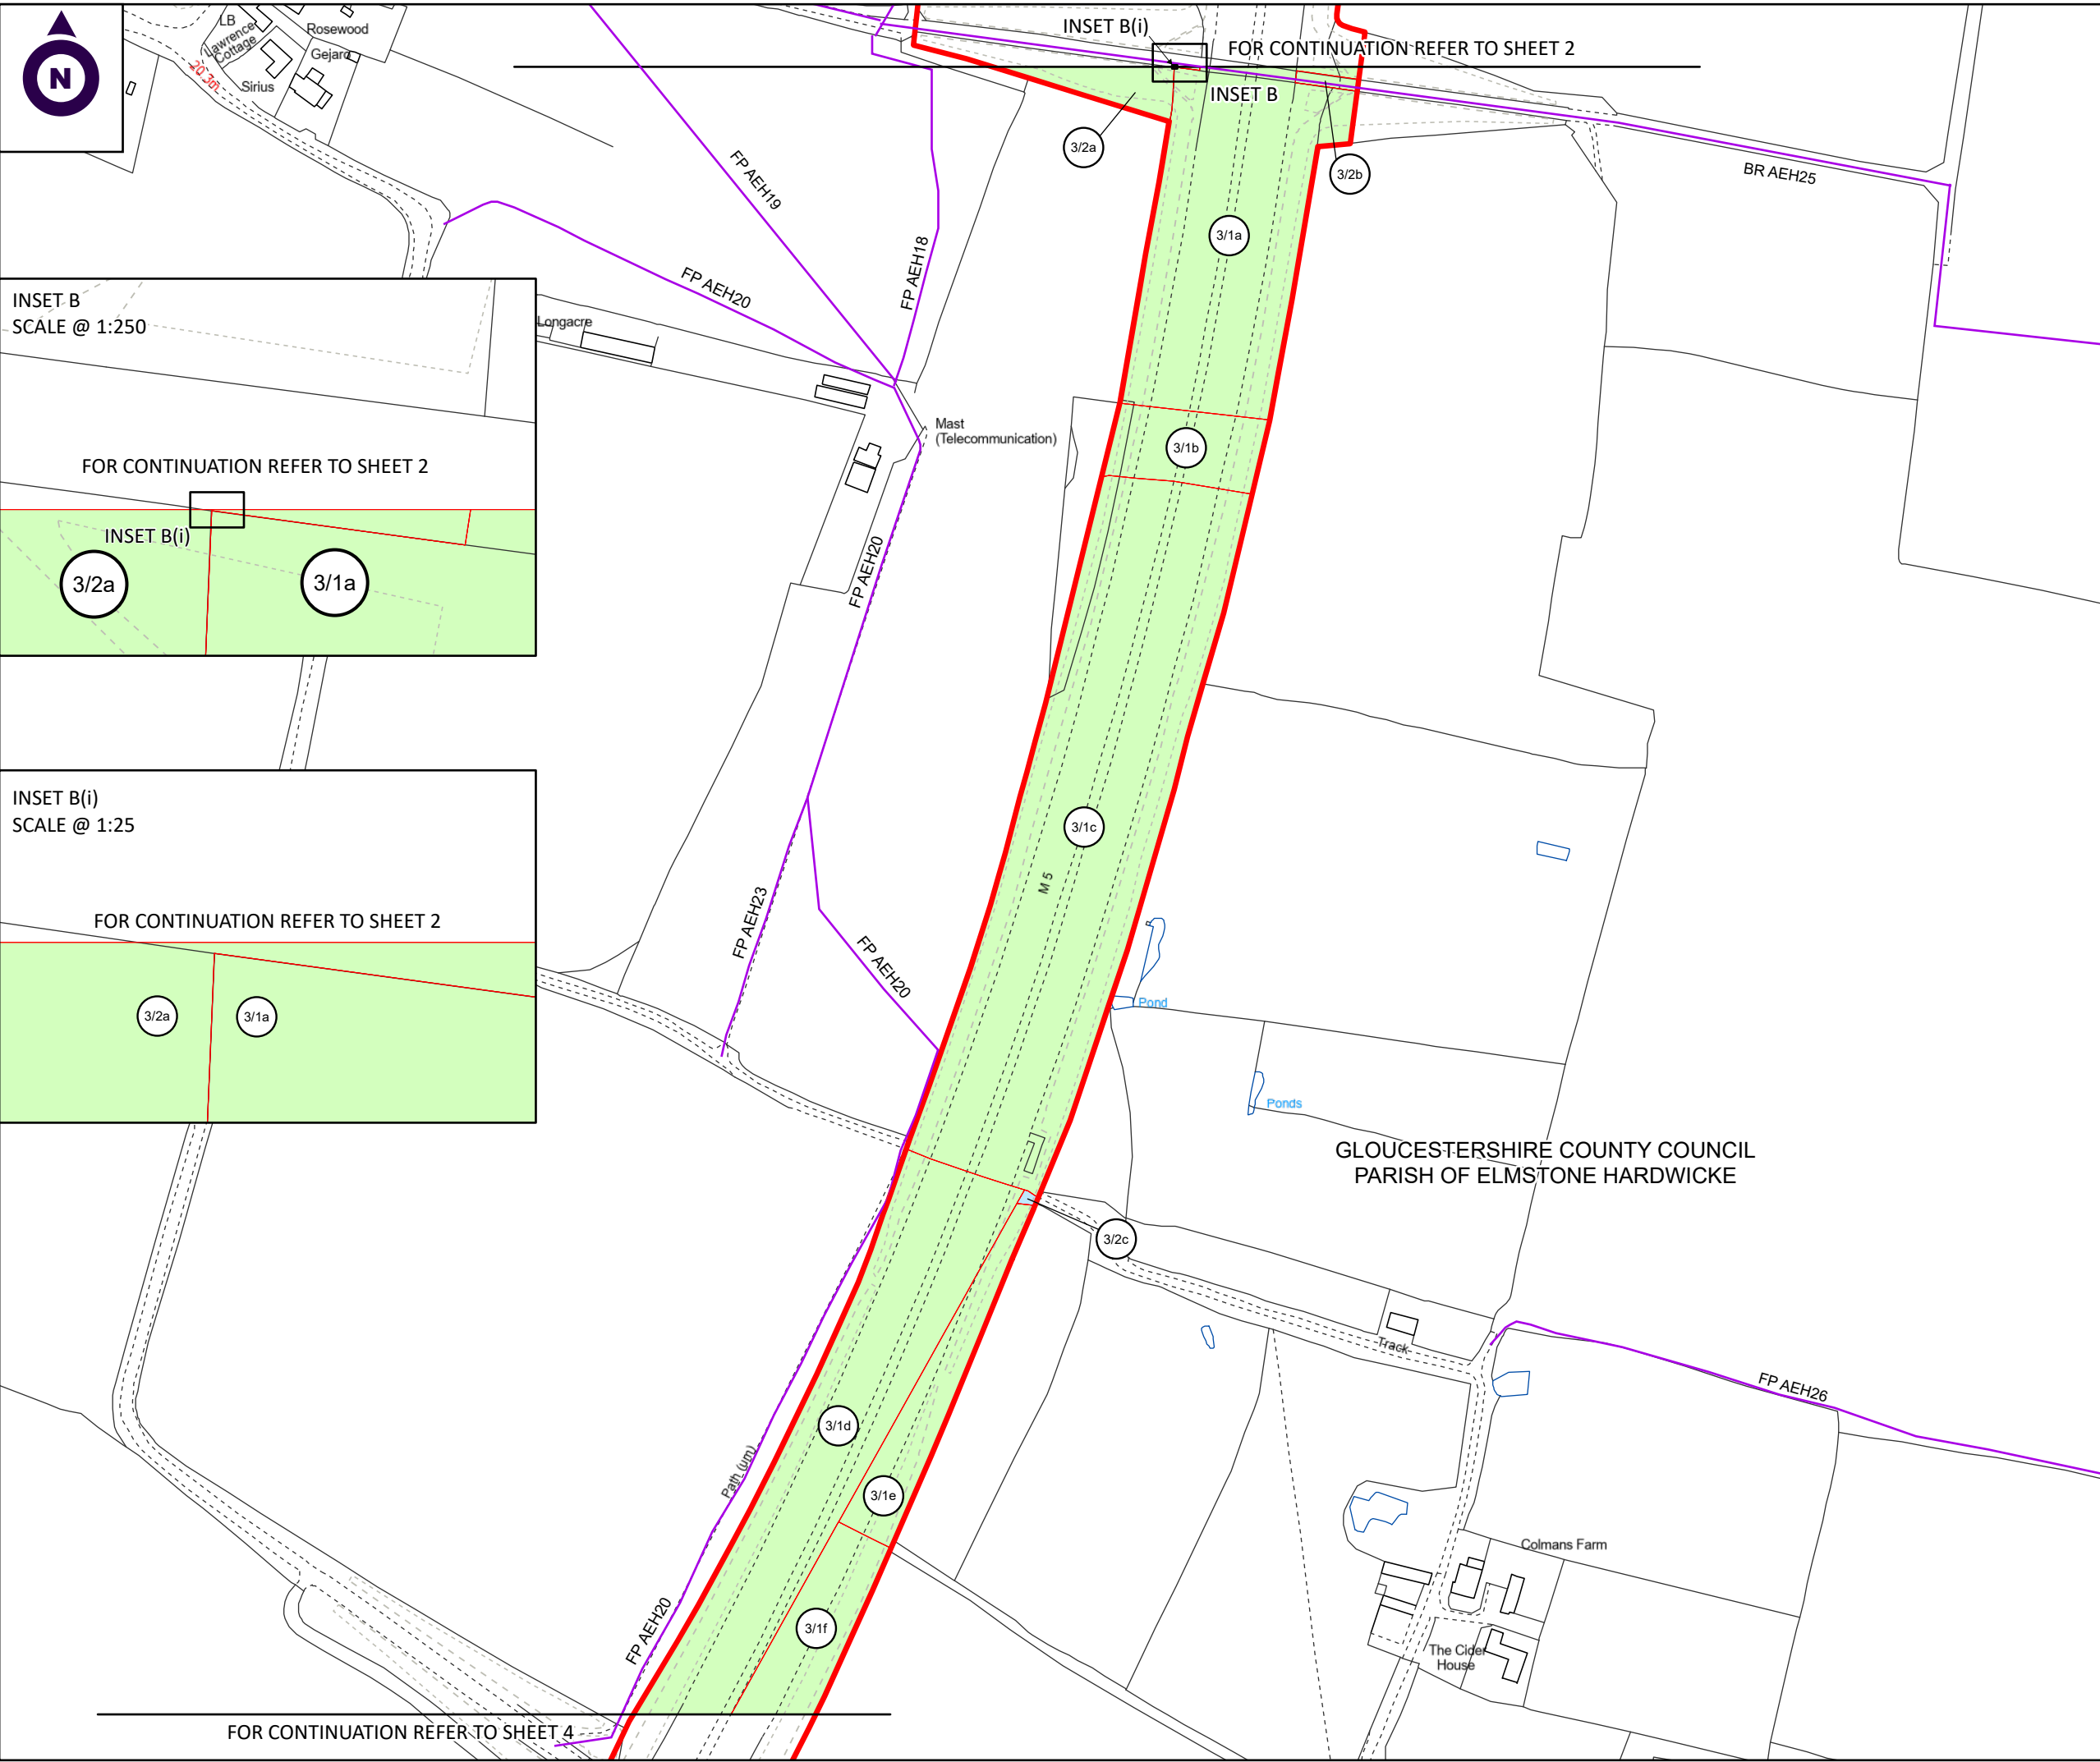 N
LB
Lawrence
Cottage
Rosewood
Gejaro
Sirius
20.3m
INSET B(i)
FOR CONTINUATION REFER TO SHEET 2
INSET B
3/2a
3/2b
3/1a
BR AEH25
FP AEH19
FP AEH18
FP AEH20
INSET B
SCALE @ 1:250
FOR CONTINUATION REFER TO SHEET 2
INSET B(i)
3/2a
3/1a
Longacre
Mast
(Telecommunication)
3/1b
FP AEH20
INSET B(i)
SCALE @ 1:25
FOR CONTINUATION REFER TO SHEET 2
3/2a
3/1a
3/1c
M 5
FP AEH23
FP AEH20
Pond
Ponds
GLOUCESTERSHIRE COUNTY COUNCIL
PARISH OF ELMSTONE HARDWICKE
3/2c
Track
FP AEH26
3/1d
Path (um)
3/1e
Colmans Farm
3/1f
FP AEH20
The Cider
House
FOR CONTINUATION REFER TO SHEET 4